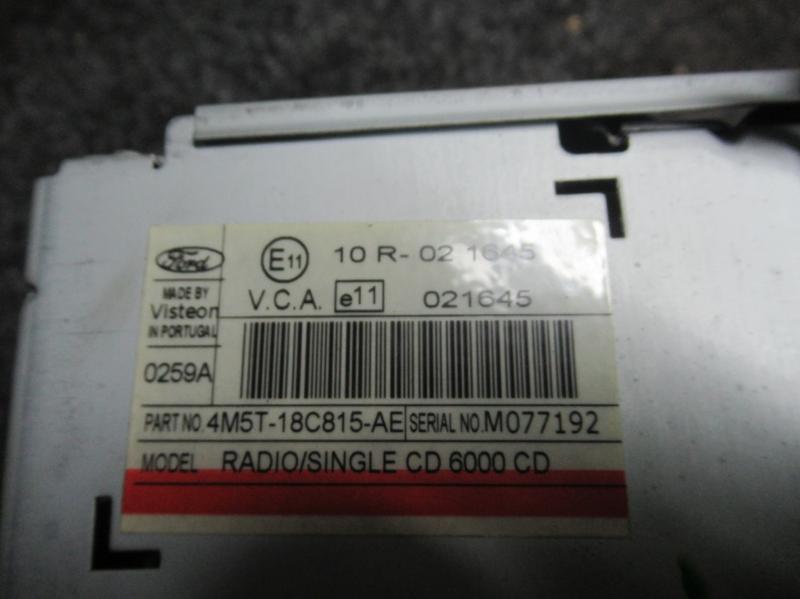 Ford
E11 10 R- 02 1645
MADE BY
Visteon
IN PORTUGAL
V.C.A. e11 021645
0259A
PART NO. 4M5T-18C815-AE SERIAL NO. M077192
MODEL RADIO/SINGLE CD 6000 CD